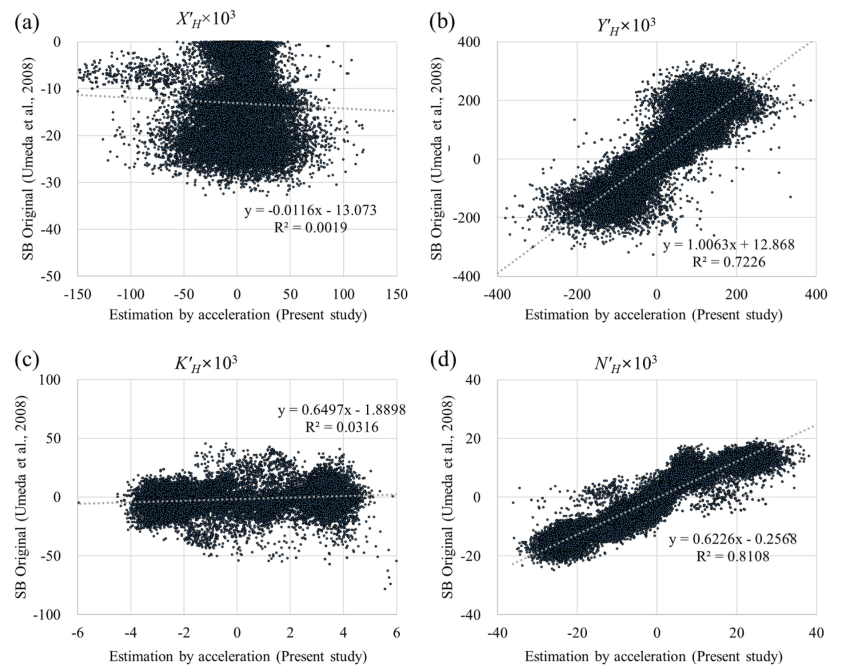 (a)
X′H×10³
SB Original (Umeda et al., 2008)
0
-10
-20
-30
-40
-50
y = -0.0116x - 13.073
R² = 0.0019
-150
-100
-50
0
50
100
150
Estimation by acceleration (Present study)
(b)
Y′H×10³
SB Original (Umeda et al., 2008)
400
200
0
-200
-400
y = 1.0063x + 12.868
R² = 0.7226
-400
-200
0
200
400
Estimation by acceleration (Present study)
(c)
K′H×10³
SB Original (Umeda et al., 2008)
100
50
0
-50
-100
y = 0.6497x - 1.8898
R² = 0.0316
-6
-4
-2
0
2
4
6
Estimation by acceleration (Present study)
(d)
N′H×10³
SB Original (Umeda et al., 2008)
40
20
0
-20
-40
y = 0.6226x - 0.2568
R² = 0.8108
-40
-20
0
20
40
Estimation by acceleration (Present study)